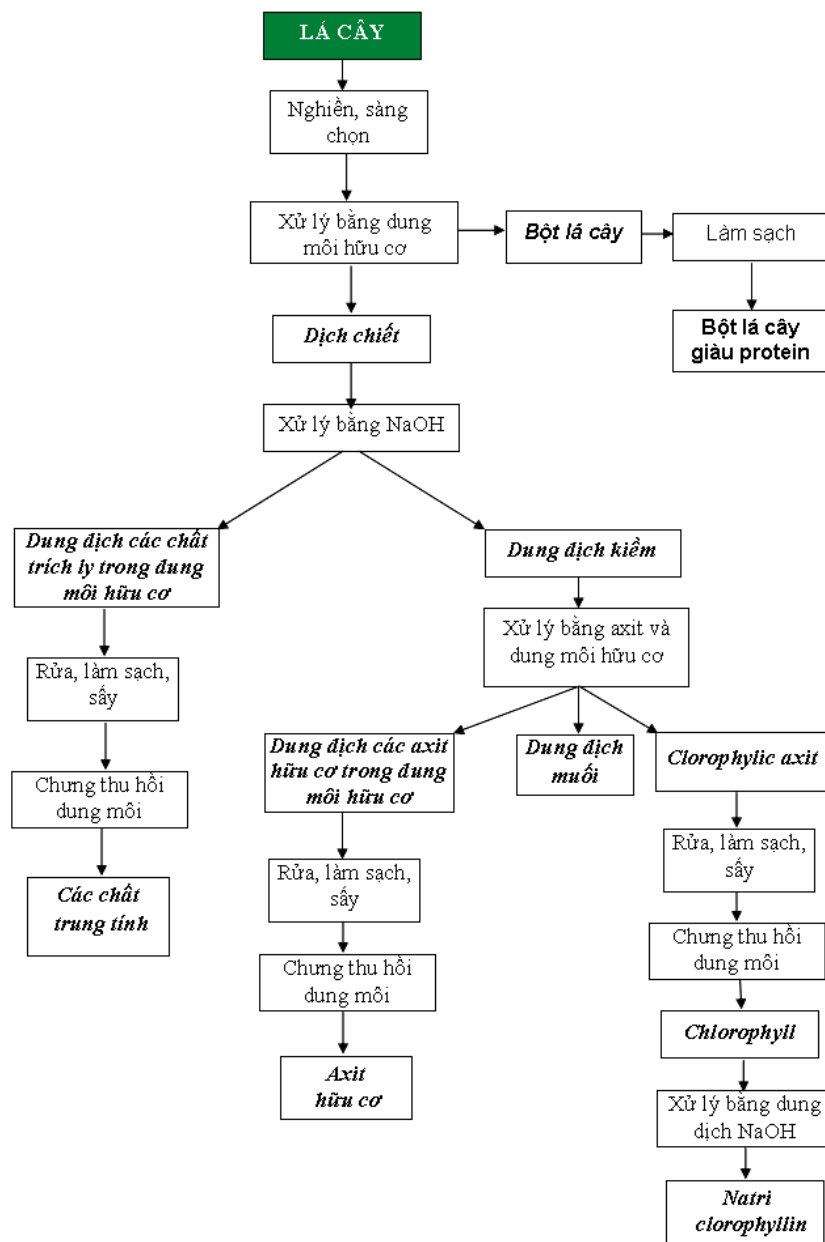 LÁ CÂY
Nghiền, sàng
chọn
Xử lý bằng dung
môi hữu cơ
Bột lá cây
Làm sạch
Bột lá cây
giàu protein
Dịch chiết
Xử lý bằng NaOH
Dung dịch các chất
trích ly trong dung
môi hữu cơ
Rửa, làm sạch,
sấy
Chưng thu hồi
dung môi
Các chất
trung tính
Dung dịch kiềm
Xử lý bằng axit và
dung môi hữu cơ
Dung dịch các axit
hữu cơ trong dung
môi hữu cơ
Rửa, làm sạch,
sấy
Chưng thu hồi
dung môi
Axit
hữu cơ
Dung dịch
muối
Clorophylic axit
Rửa, làm sạch,
sấy
Chưng thu hồi
dung môi
Chlorophyll
Xử lý bằng dung
dịch NaOH
Natri
clorophyllin